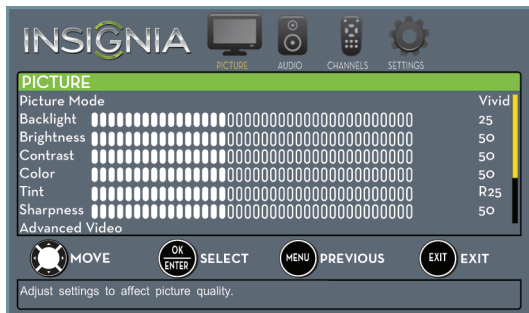 INSIGNIA
PICTURE AUDIO CHANNELS SETTINGS
PICTURE
Picture Mode Vivid
Backlight 25
Brightness 50
Contrast 50
Color 50
Tint R25
Sharpness 50
Advanced Video
MOVE OK ENTER SELECT MENU PREVIOUS EXIT EXIT
Adjust settings to affect picture quality.